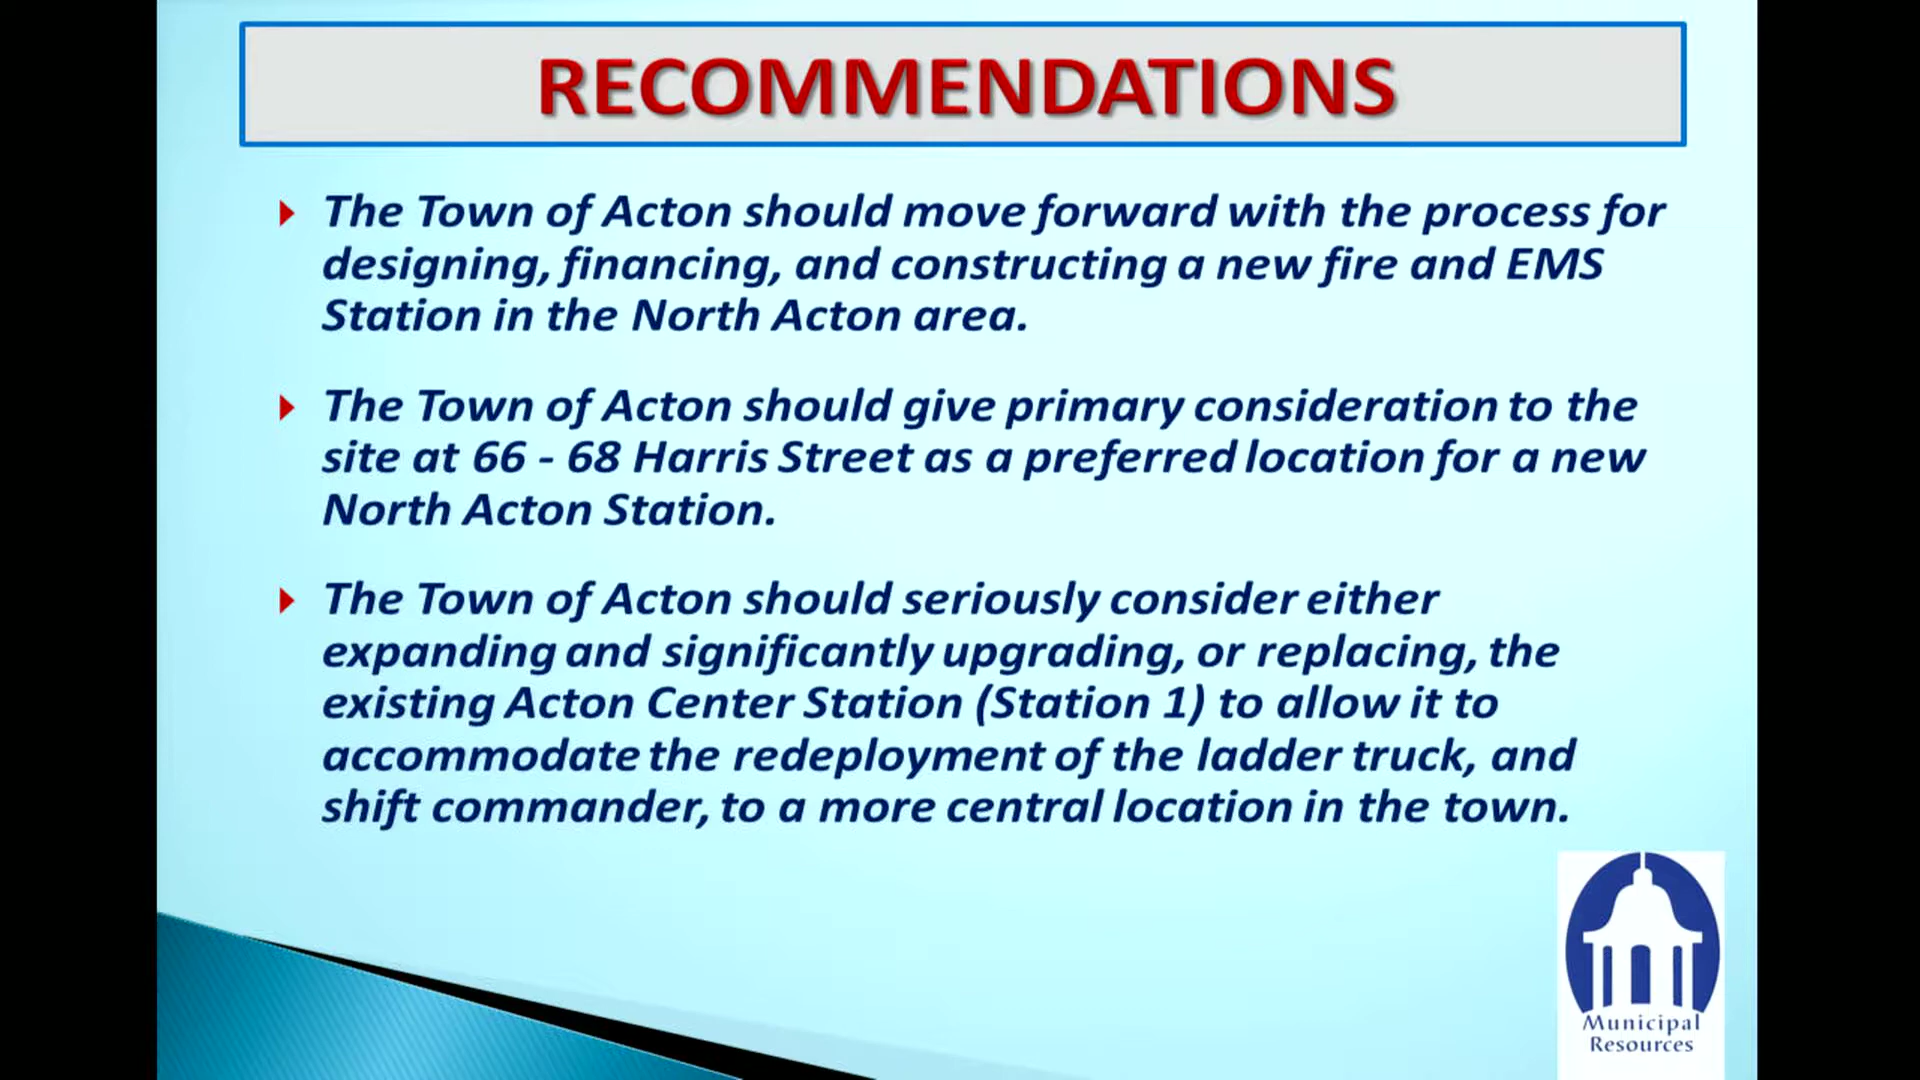 RECOMMENDATIONS
The Town of Acton should move forward with the process for
designing, financing, and constructing a new fire and EMS
Station in the North Acton area.
The Town of Acton should give primary consideration to the
site at 66 - 68 Harris Street as a preferred location for a new
North Acton Station.
The Town of Acton should seriously consider either
expanding and significantly upgrading, or replacing, the
existing Acton Center Station (Station 1) to allow it to
accommodate the redeployment of the ladder truck, and
shift commander, to a more central location in the town.
Municipal
Resources